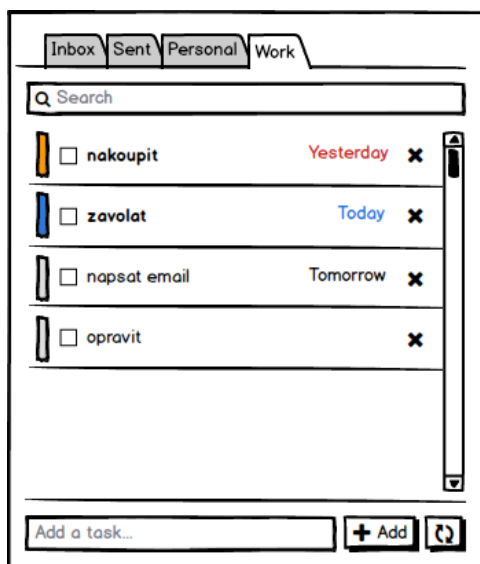 Inbox Sent Personal Work
Search
nakoupit Yesterday
zavolat Today
napsat email Tomorrow
opravit
Add a task... Add